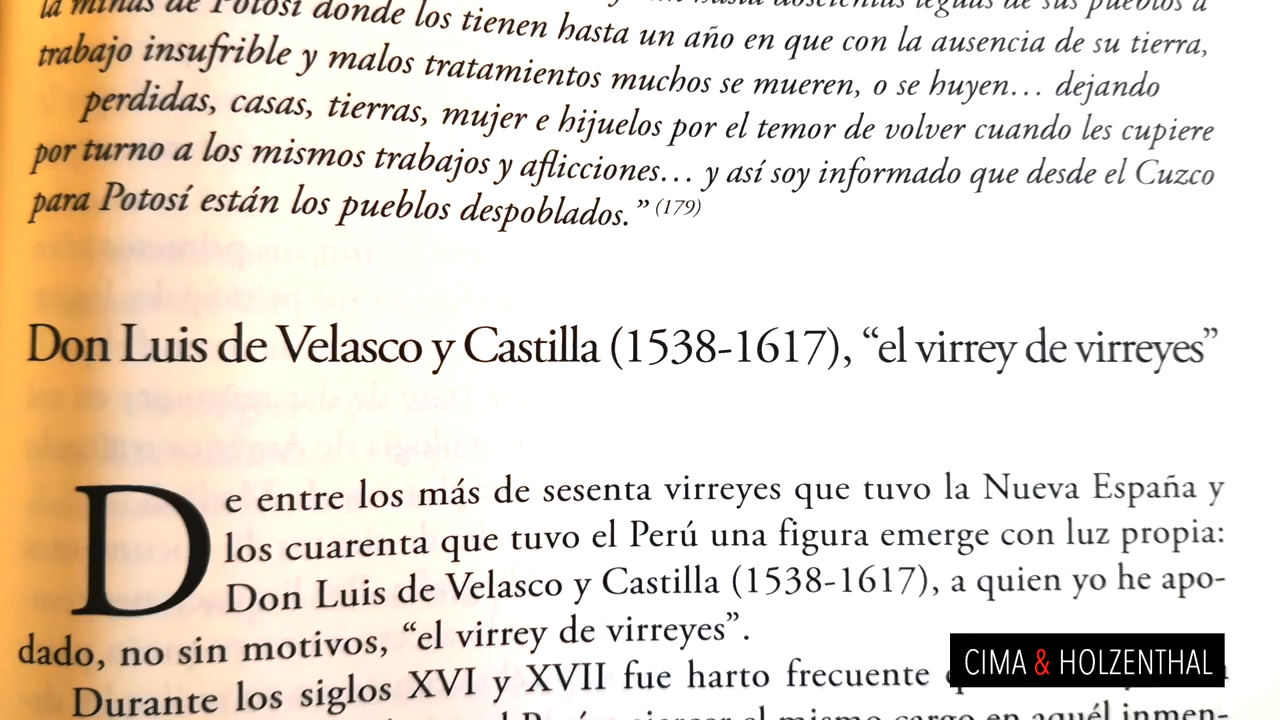 la minas de Potosí donde los tienen hasta un año en que con la ausencia de su tierra,
trabajo insufrible y malos tratamientos muchos se mueren, o se huyen… dejando
perdidas, casas, tierras, mujer e hijuelos por el temor de volver cuando les cupiere
por turno a los mismos trabajos y aflicciones… y así soy informado que desde el Cuzco
para Potosí están los pueblos despoblados.” (179)
Don Luis de Velasco y Castilla (1538-1617), “el virrey de virreyes”
De entre los más de sesenta virreyes que tuvo la Nueva España y
los cuarenta que tuvo el Perú una figura emerge con luz propia:
Don Luis de Velasco y Castilla (1538-1617), a quien yo he apo-
dado, no sin motivos, “el virrey de virreyes”.
Durante los siglos XVI y XVII fue harto frecuente
el mismo cargo en aquél inmen-
CIMA & HOLZENTHAL